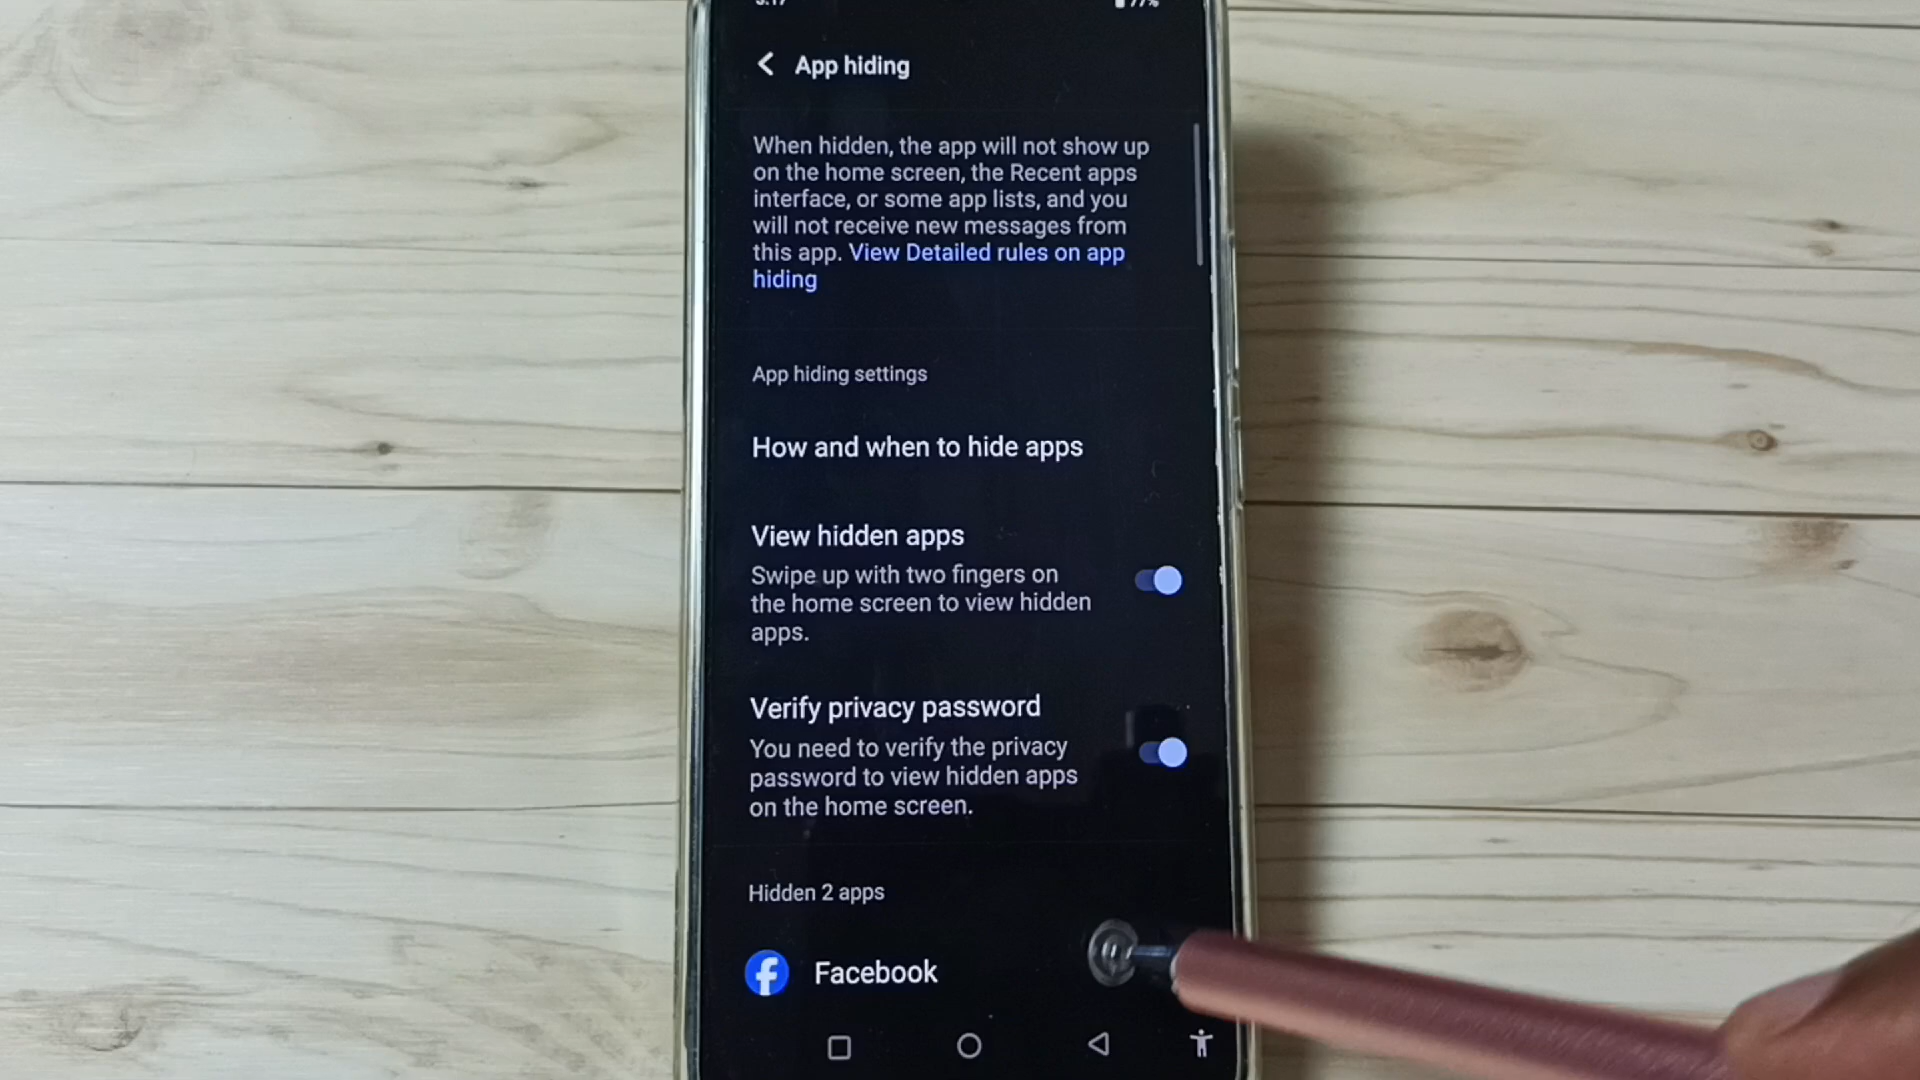 App hiding
When hidden, the app will not show up
on the home screen, the Recent apps
interface, or some app lists, and you
will not receive new messages from
this app. View Detailed rules on app
hiding
App hiding settings
How and when to hide apps
View hidden apps
Swipe up with two fingers on
the home screen to view hidden
apps.
Verify privacy password
You need to verify the privacy
password to view hidden apps
on the home screen.
Hidden 2 apps
Facebook